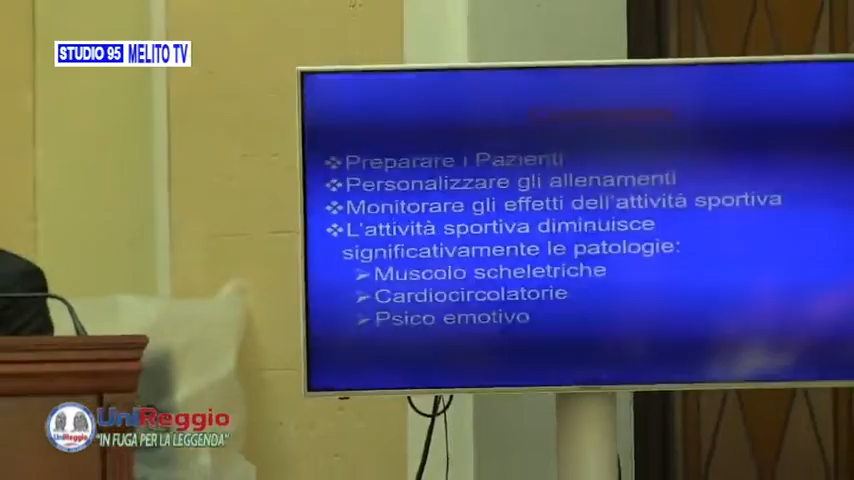 STUDIO 95 MELITO TV
Preparare i Pazienti
Personalizzare gli allenamenti
Monitorare gli effetti dell'attività sportiva
L'attività sportiva diminuisce
significativamente le patologie:
Muscolo scheletriche
Cardiocircolatorie
Psico emotivo
UniReggio
"IN FUGA PER LA LEGGENDA"